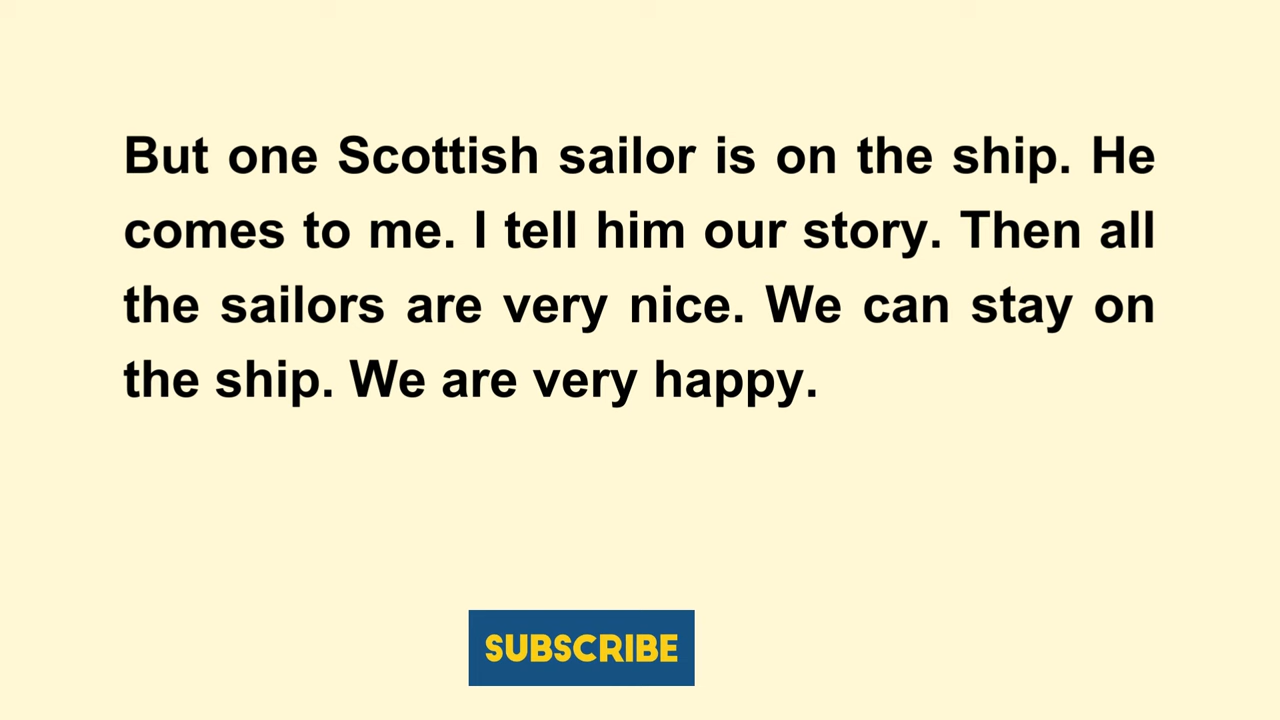 But one Scottish sailor is on the ship. He
comes to me. I tell him our story. Then all
the sailors are very nice. We can stay on
the ship. We are very happy.
SUBSCRIBE